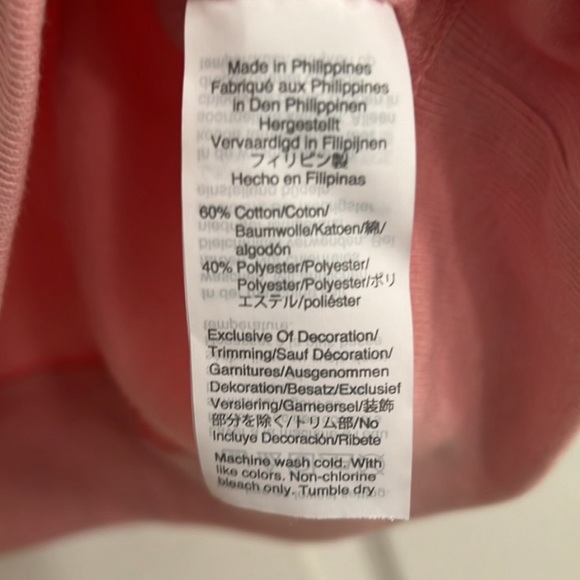 Made in Philippines
Fabriqué aux Philippines
in Den Philippinen
Hergestellt
Vervaardigd in Filipijnen
フィリピン製
Hecho en Filipinas
60% Cotton/Coton/
Baumwolle/Katoen/綿/
algodón
40% Polyester/Polyester/
Polyester/Polyester/ポリ
エステル/poliéster
Exclusive Of Decoration/
Trimming/Sauf Décoration/
Garnitures/Ausgenommen
Dekoration/Besatz/Exclusief
Versiering/Garneersel/装飾
部分を除く/トリム部/No
Incluye Decoración/Ribete
Machine wash cold. With
like colors. Non-chlorine
bleach only. Tumble dry